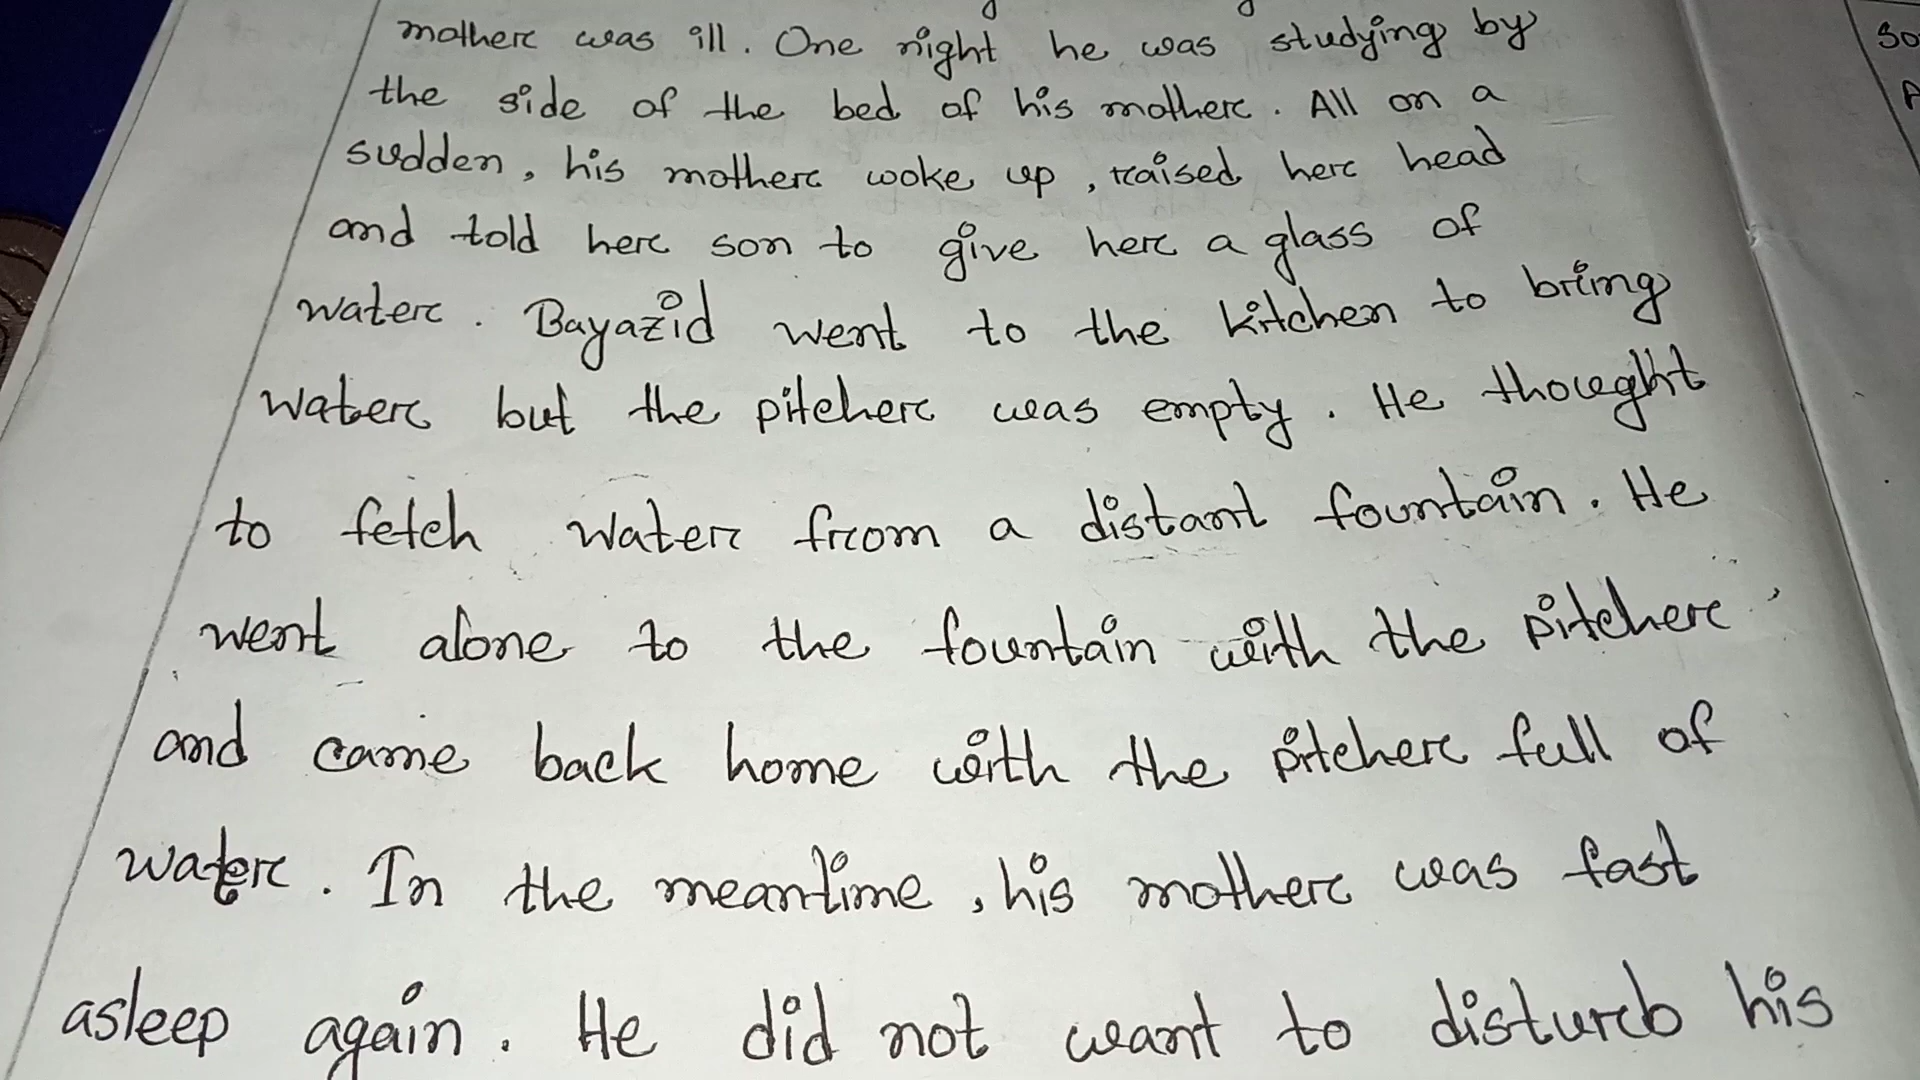 mother was ill. One night he was studying by
the side of the bed of his mother. All on a
sudden, his mother woke up, raised her head
and told her son to give her a glass of
water. Bayazid went to the kitchen to bring
water but the pitcher was empty. He thought
to fetch water from a distant fountain. He
went alone to the fountain with the pitcher
and came back home with the pitcher full of
water. In the meantime, his mother was fast
asleep again. He did not want to disturb his
So